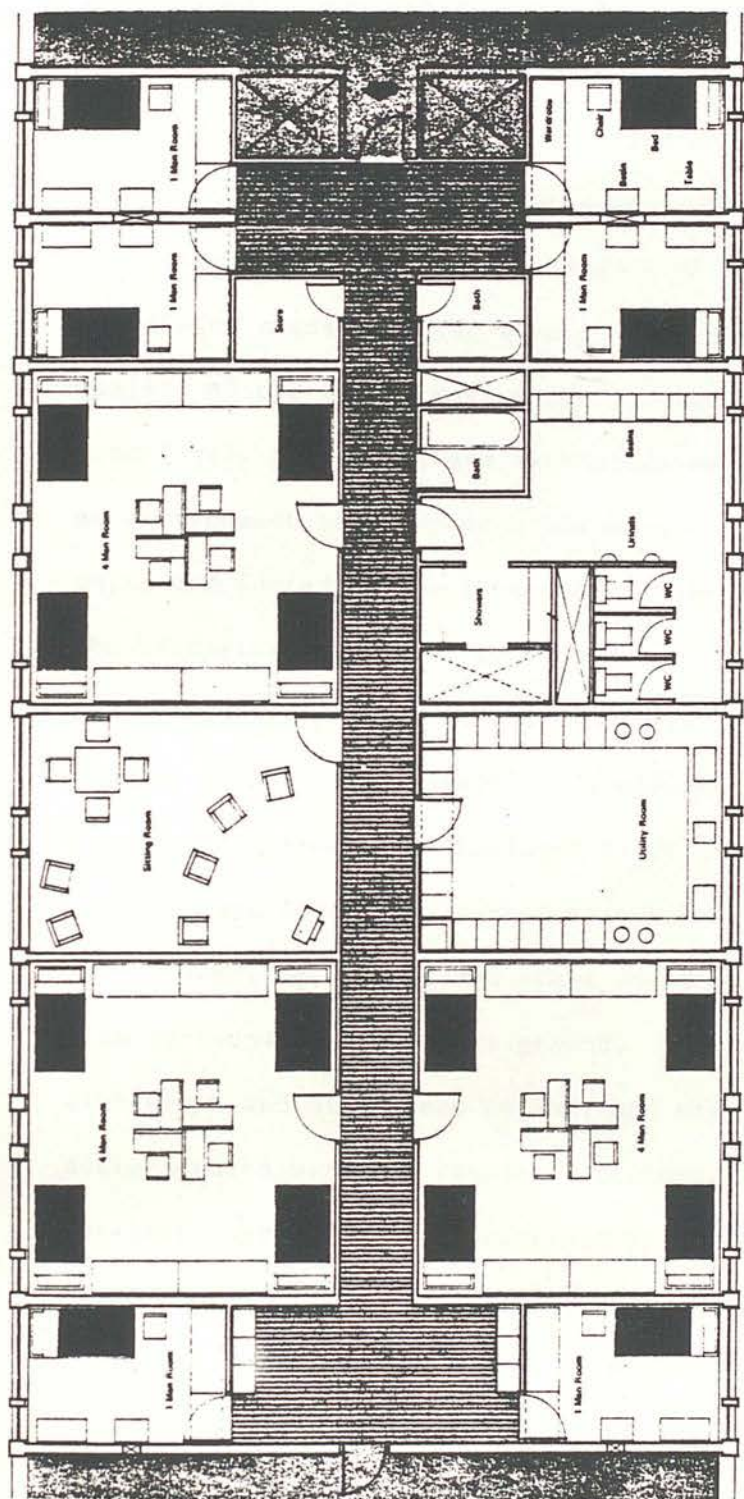 1 Man Room
1 Man Room
4 Man Room
Sitting Room
4 Man Room
1 Man Room
Store
Bath
Bath
Showers
Wardrobe
Chair
Basin
Bed
Table
1 Man Room
Basins
Urinals
WC
WC
WC
Utility Room
4 Man Room
1 Man Room